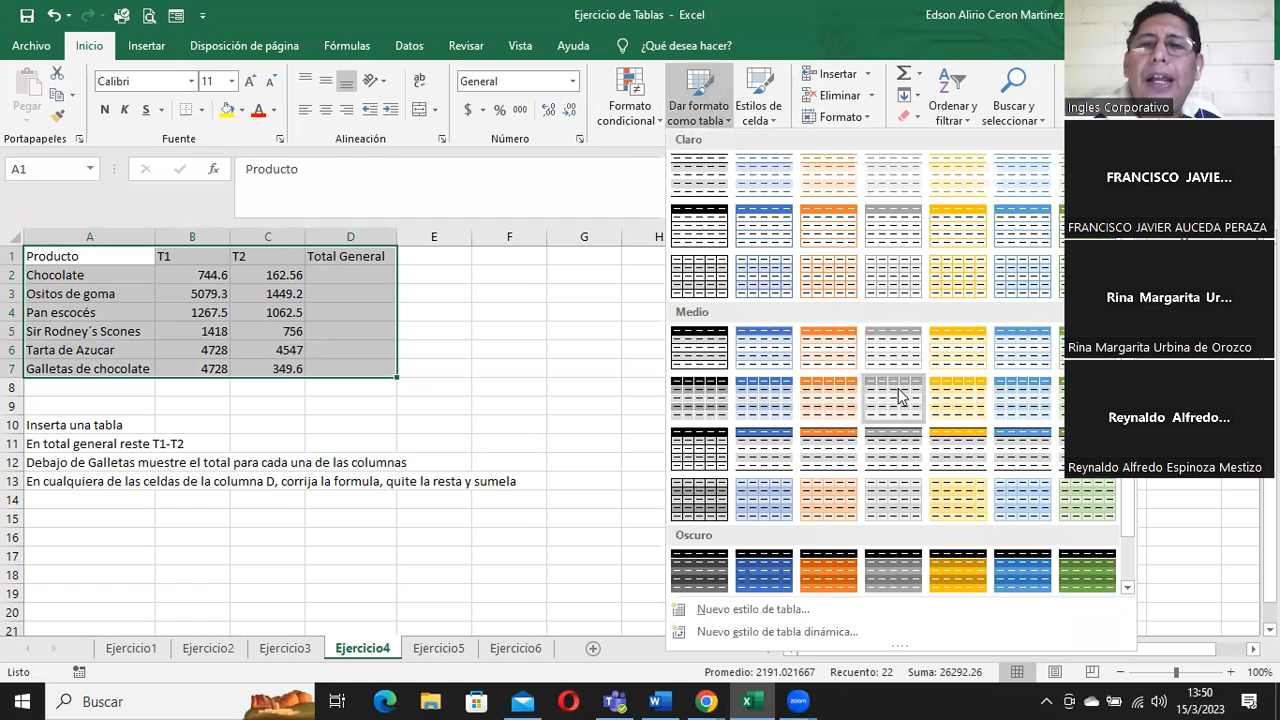 Ejercicio de Tablas - Excel
Edson Alirio Ceron Martinez
Archivo Inicio Insertar Disposición de página Fórmulas Datos Revisar Vista Ayuda ¿Qué desea hacer?
Pegar
Calibri 11
N K S
General
$ % 000
Formato condicional
Dar formato como tabla
Estilos de celda
Insertar
Eliminar
Formato
Ordenar y filtrar
Buscar y seleccionar
Portapapeles Fuente Alineación Número
Ingles Corporativo
FRANCISCO JAVIE...
FRANCISCO JAVIER AUCEDA PERAZA
Rina Margarita Ur...
Rina Margarita Urbina de Orozco
Reynaldo Alfredo...
Reynaldo Alfredo Espinoza Mestizo
A1 fx Producto
Claro
Medio
Oscuro
Nuevo estilo de tabla...
Nuevo estilo de tabla dinámica...
A B C D E F G H
1 Producto T1 T2 Total General
2 Chocolate 744.6 162.56
3 Ositos de goma 5079.3 1449.2
4 Pan escocés 1267.5 1062.5
5 Sir Rodney´s Scones 1418 756
6 Tarta de Azucar 4728 4547
7 Galletas de chocolate 4728 349.6
8
9
10 Inserta una tabla
11 En total general reste T1-T2
12 Debajo de Galletas muestre el total para cada una de las columnas
13 En cualquiera de las celdas de la columna D, corrija la formula, quite la resta y sumela
14
15
16
17
18
19
20
21
Ejercicio1 Ejercicio2 Ejercicio3 Ejercicio4 Ejercicio5 Ejercicio6
Listo
Promedio: 2191.021667 Recuento: 22 Suma: 26292.26
100%
Buscar
13:50
15/3/2023